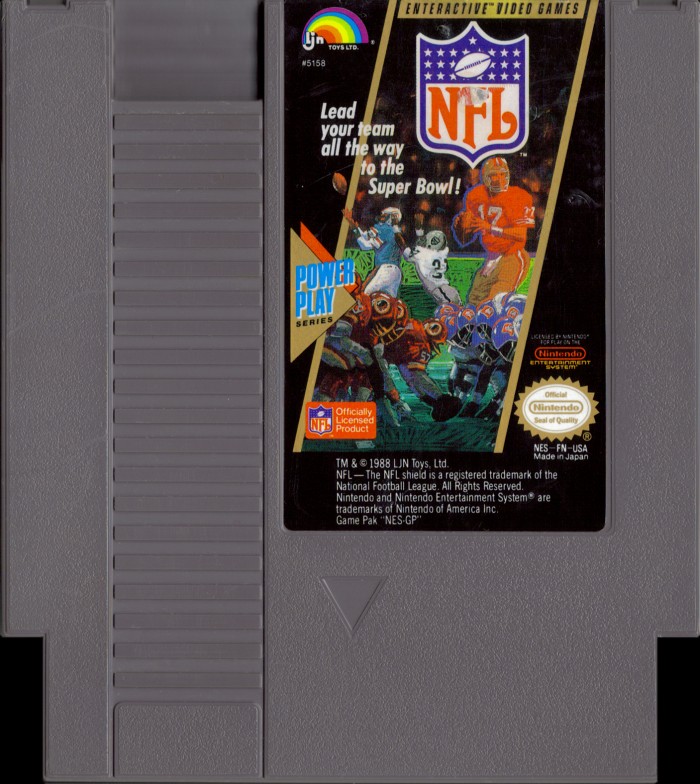 ENTERACTIVE™ VIDEO GAMES
LJN
TOYS LTD.®
#5158
NFL
™
Lead
your team
all the way
to the
Super Bowl!
17
POWER
PLAY
SERIES
LICENSED BY NINTENDO®
FOR PLAY ON THE
Nintendo
ENTERTAINMENT
SYSTEM™
Official
Nintendo
Seal of Quality
®
NES-FN-USA
Made in Japan
NFL
Officially
Licensed
Product
TM & © 1988 LJN Toys, Ltd.
NFL — The NFL shield is a registered trademark of the
National Football League. All Rights Reserved.
Nintendo and Nintendo Entertainment System® are
trademarks of Nintendo of America Inc.
Game Pak "NES-GP"